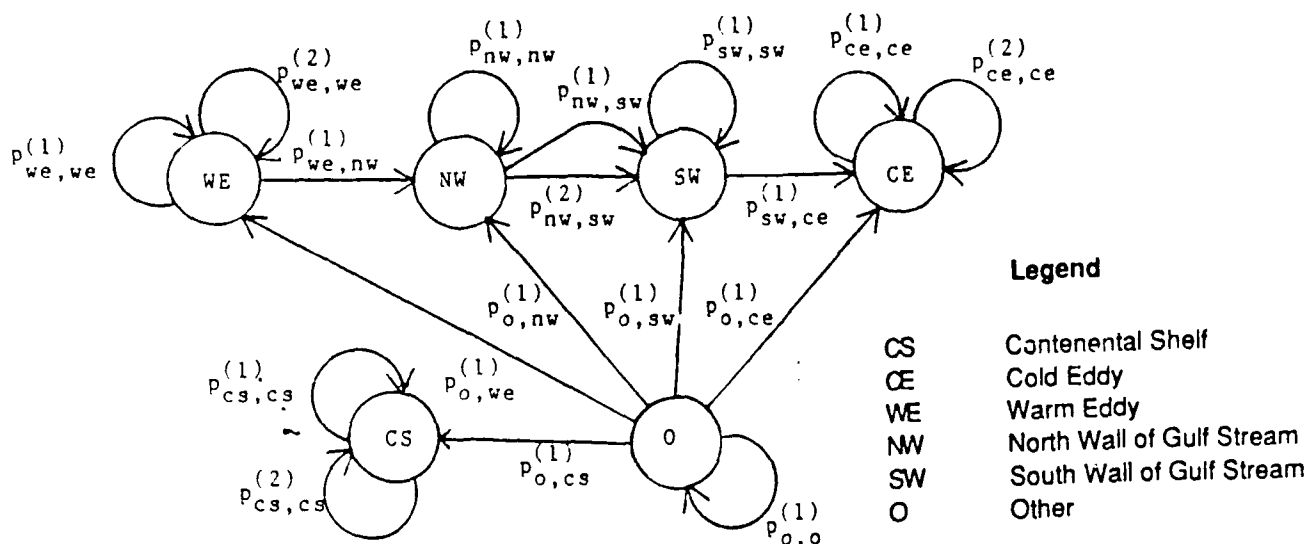 p(1)we,we
p(2)we,we
p(1)we,nw
p(1)nw,nw
p(1)nw,sw
p(2)nw,sw
p(1)sw,sw
p(1)sw,ce
p(1)ce,ce
p(2)ce,ce
WE
NW
SW
CE
p(1)o,nw
p(1)o,sw
p(1)o,ce
p(1)o,we
p(1)cs,cs
p(2)cs,cs
CS
p(1)o,cs
O
p(1)o,o
Legend
CS Contenental Shelf
CE Cold Eddy
WE Warm Eddy
NW North Wall of Gulf Stream
SW South Wall of Gulf Stream
O Other